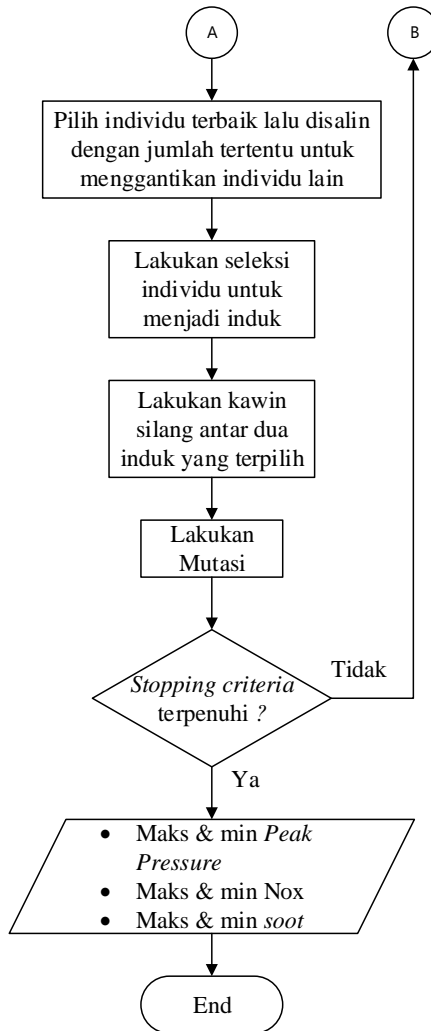 A
B
Pilih individu terbaik lalu disalin
dengan jumlah tertentu untuk
menggantikan individu lain
Lakukan seleksi
individu untuk
menjadi induk
Lakukan kawin
silang antar dua
induk yang terpilih
Lakukan
Mutasi
Stopping criteria
terpenuhi ?
Tidak
Ya
• Maks & min Peak
Pressure
• Maks & min Nox
• Maks & min soot
End